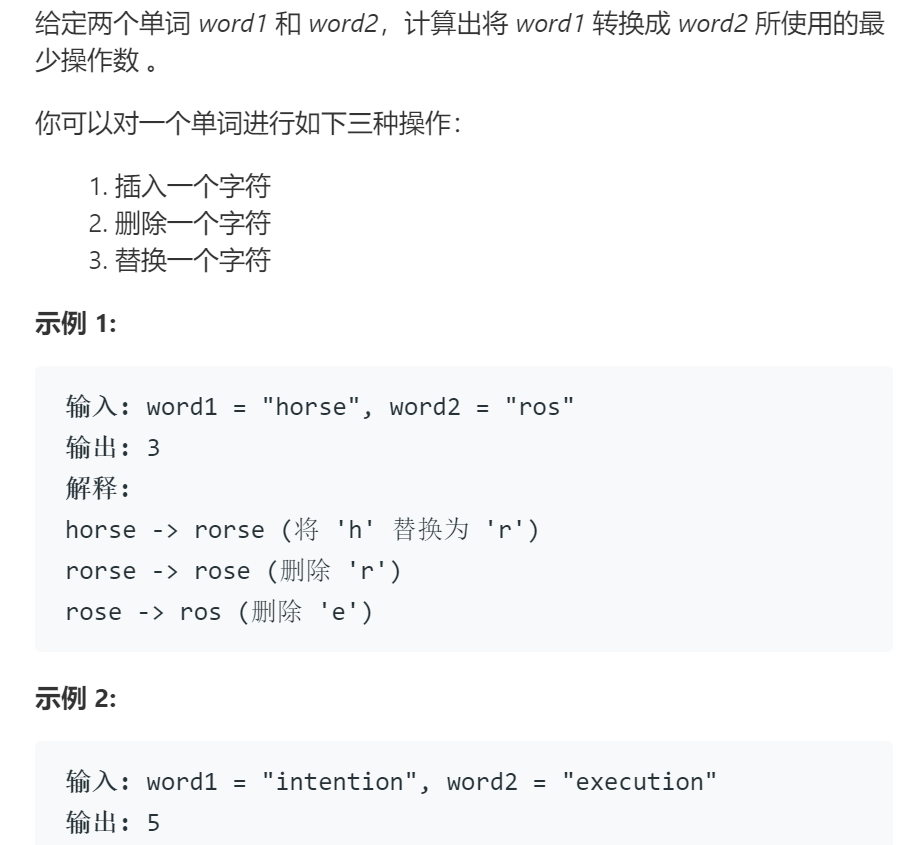 给定两个单词 word1 和 word2，计算出将 word1 转换成 word2 所使用的最
少操作数 。
你可以对一个单词进行如下三种操作：
1. 插入一个字符
2. 删除一个字符
3. 替换一个字符
示例 1:
输入: word1 = "horse", word2 = "ros"
输出: 3
解释:
horse -> rorse (将 'h' 替换为 'r')
rorse -> rose (删除 'r')
rose -> ros (删除 'e')
示例 2:
输入: word1 = "intention", word2 = "execution"
输出: 5